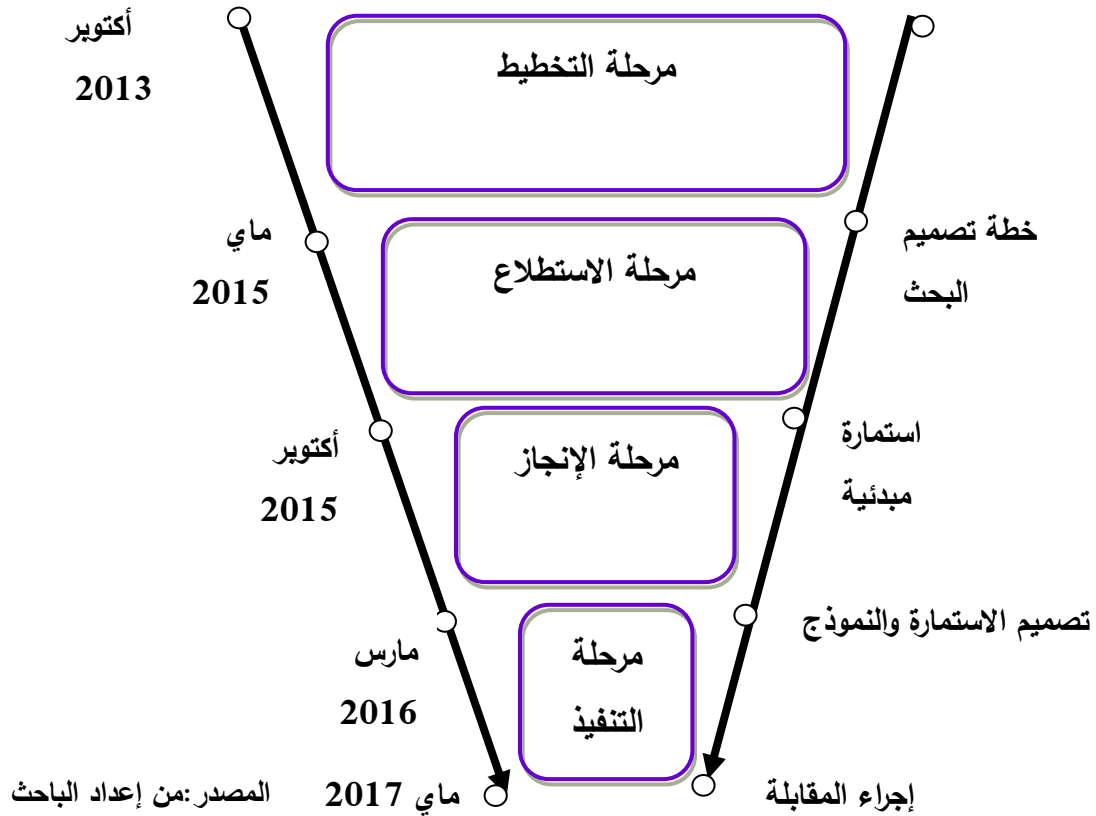 أكتوبر
2013
مرحلة التخطيط
خطة تصميم
البحث
مرحلة الاستطلاع
ماي
2015
استمارة
مبدئية
مرحلة الإنجاز
أكتوبر
2015
تصميم الاستمارة والنموذج
مرحلة
التنفيذ
مارس
2016
إجراء المقابلة
ماي 2017
المصدر:من إعداد الباحث